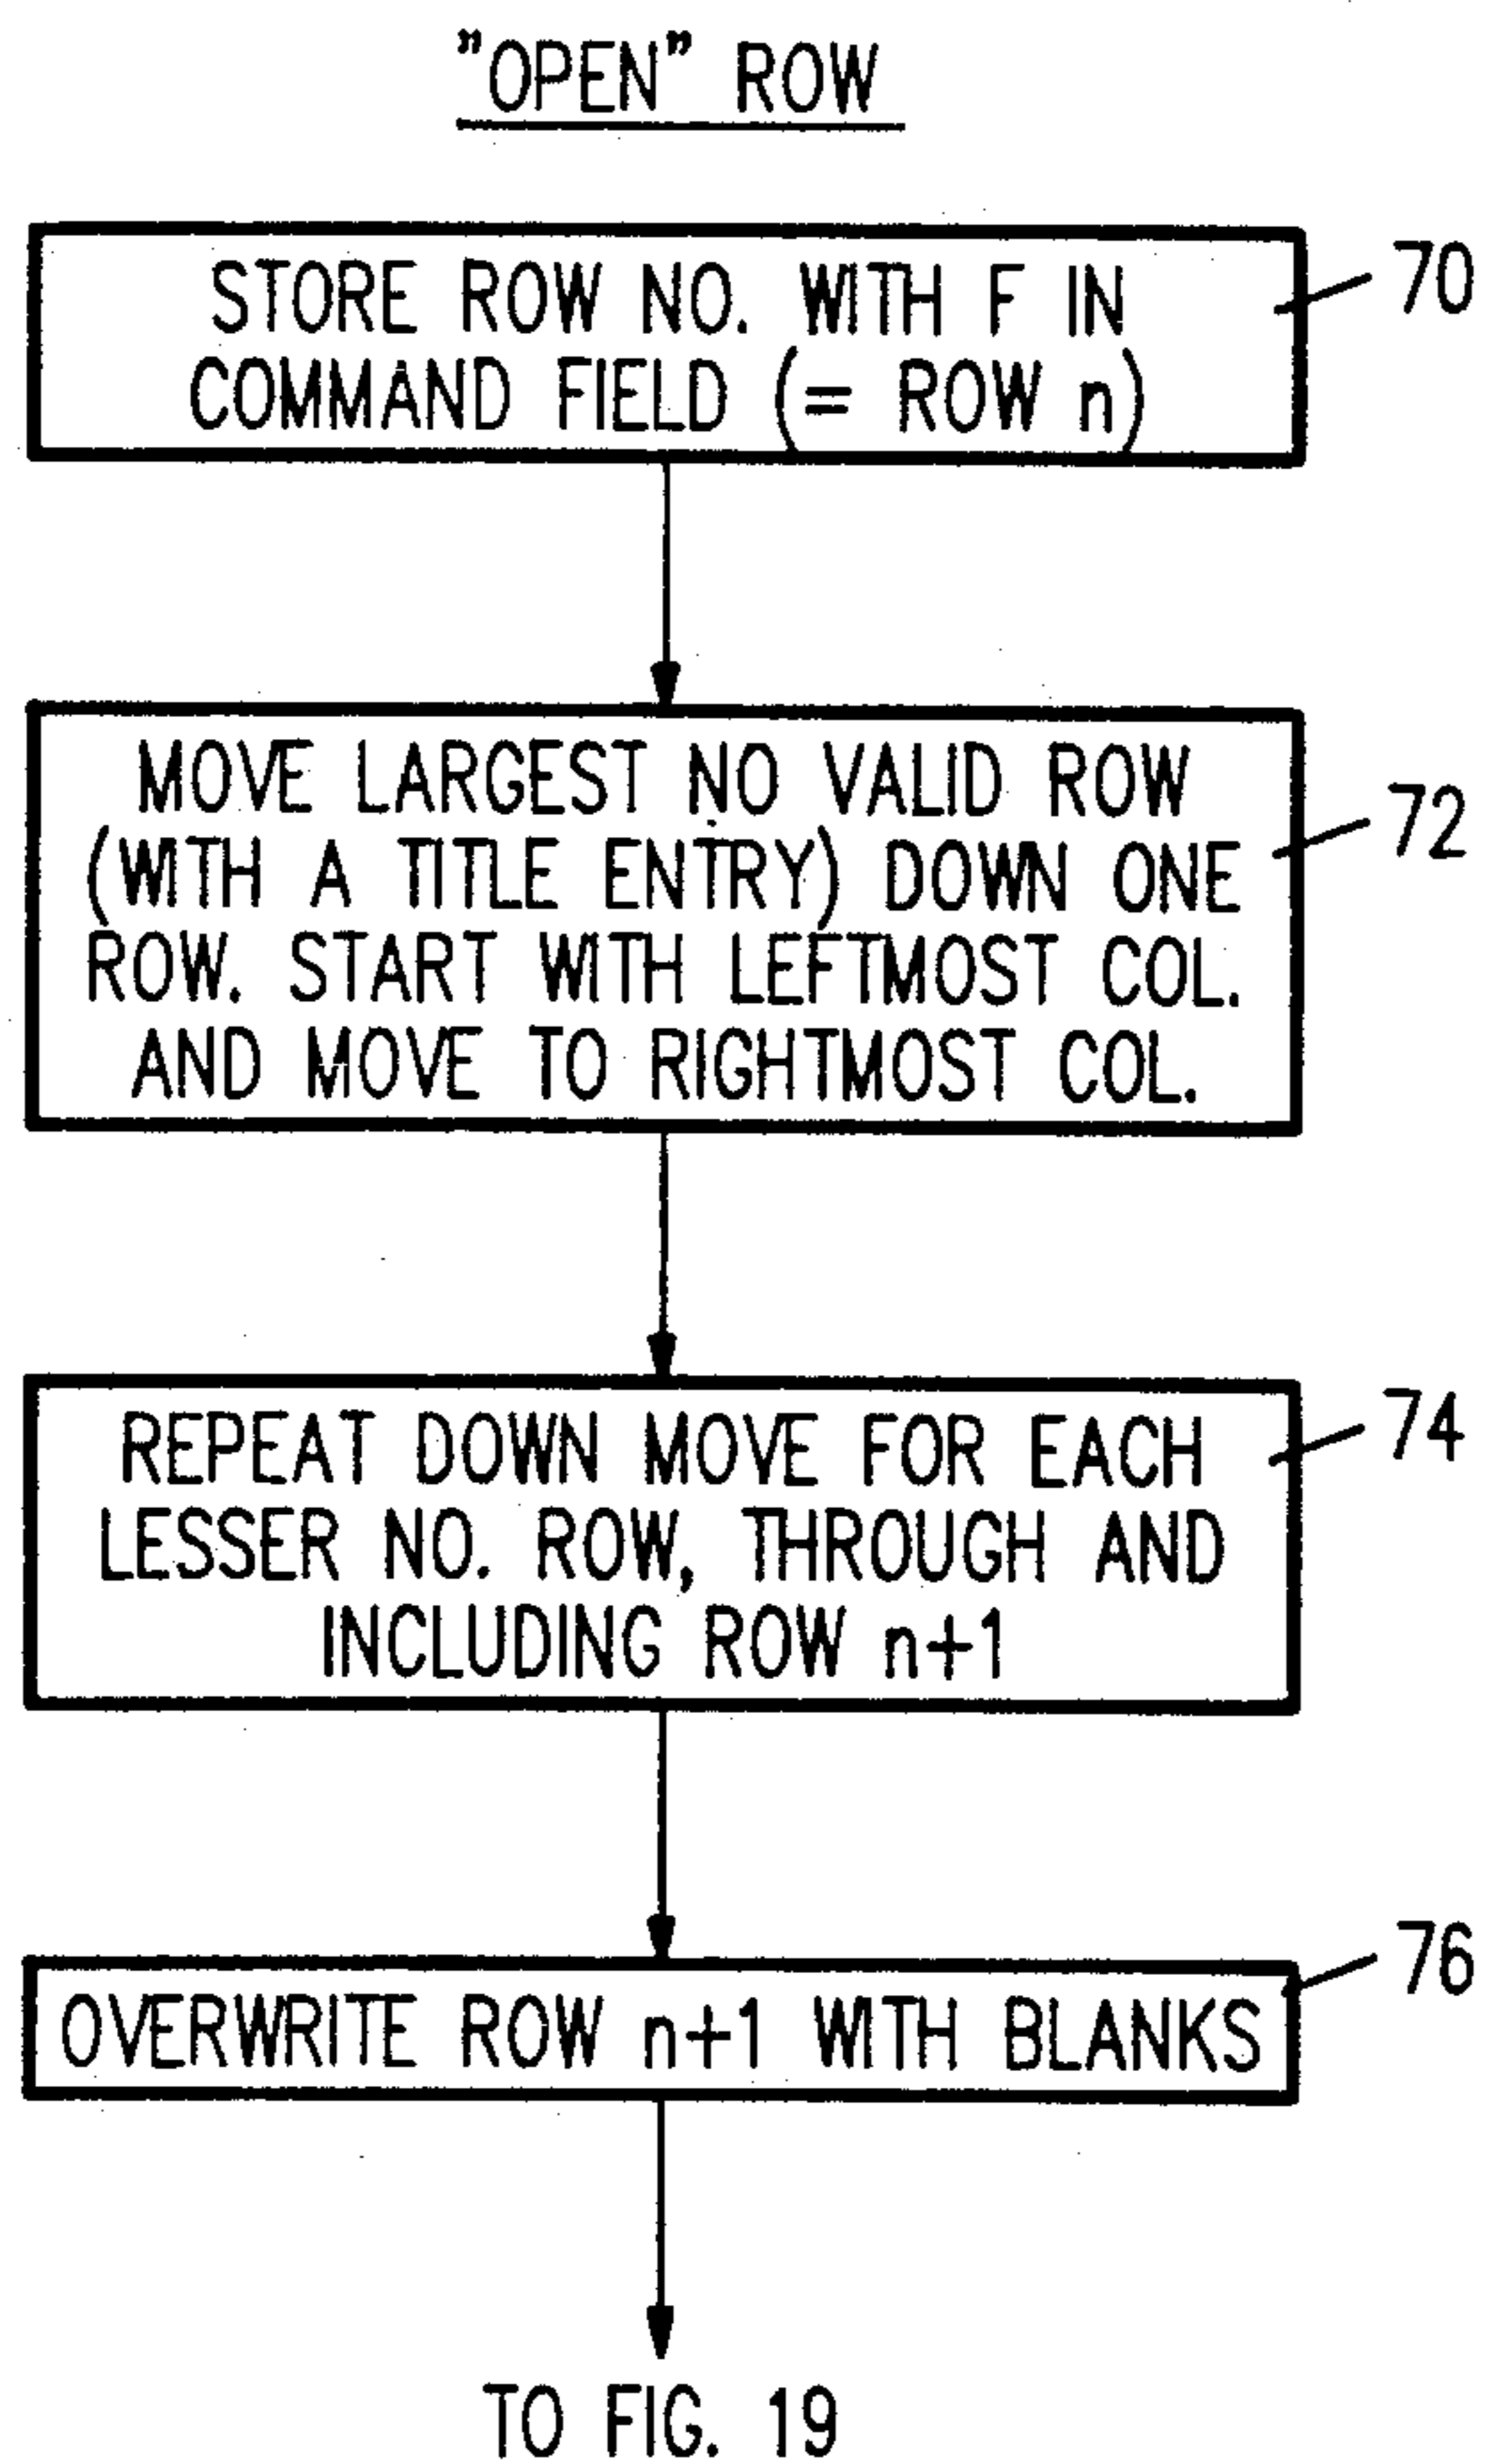 "OPEN" ROW
STORE ROW NO. WITH F IN
COMMAND FIELD (= ROW n)
70
MOVE LARGEST NO VALID ROW
(WITH A TITLE ENTRY) DOWN ONE
ROW. START WITH LEFTMOST COL.
AND MOVE TO RIGHTMOST COL.
72
REPEAT DOWN MOVE FOR EACH
LESSER NO. ROW, THROUGH AND
INCLUDING ROW n+1
74
OVERWRITE ROW n+1 WITH BLANKS
76
TO FIG. 19